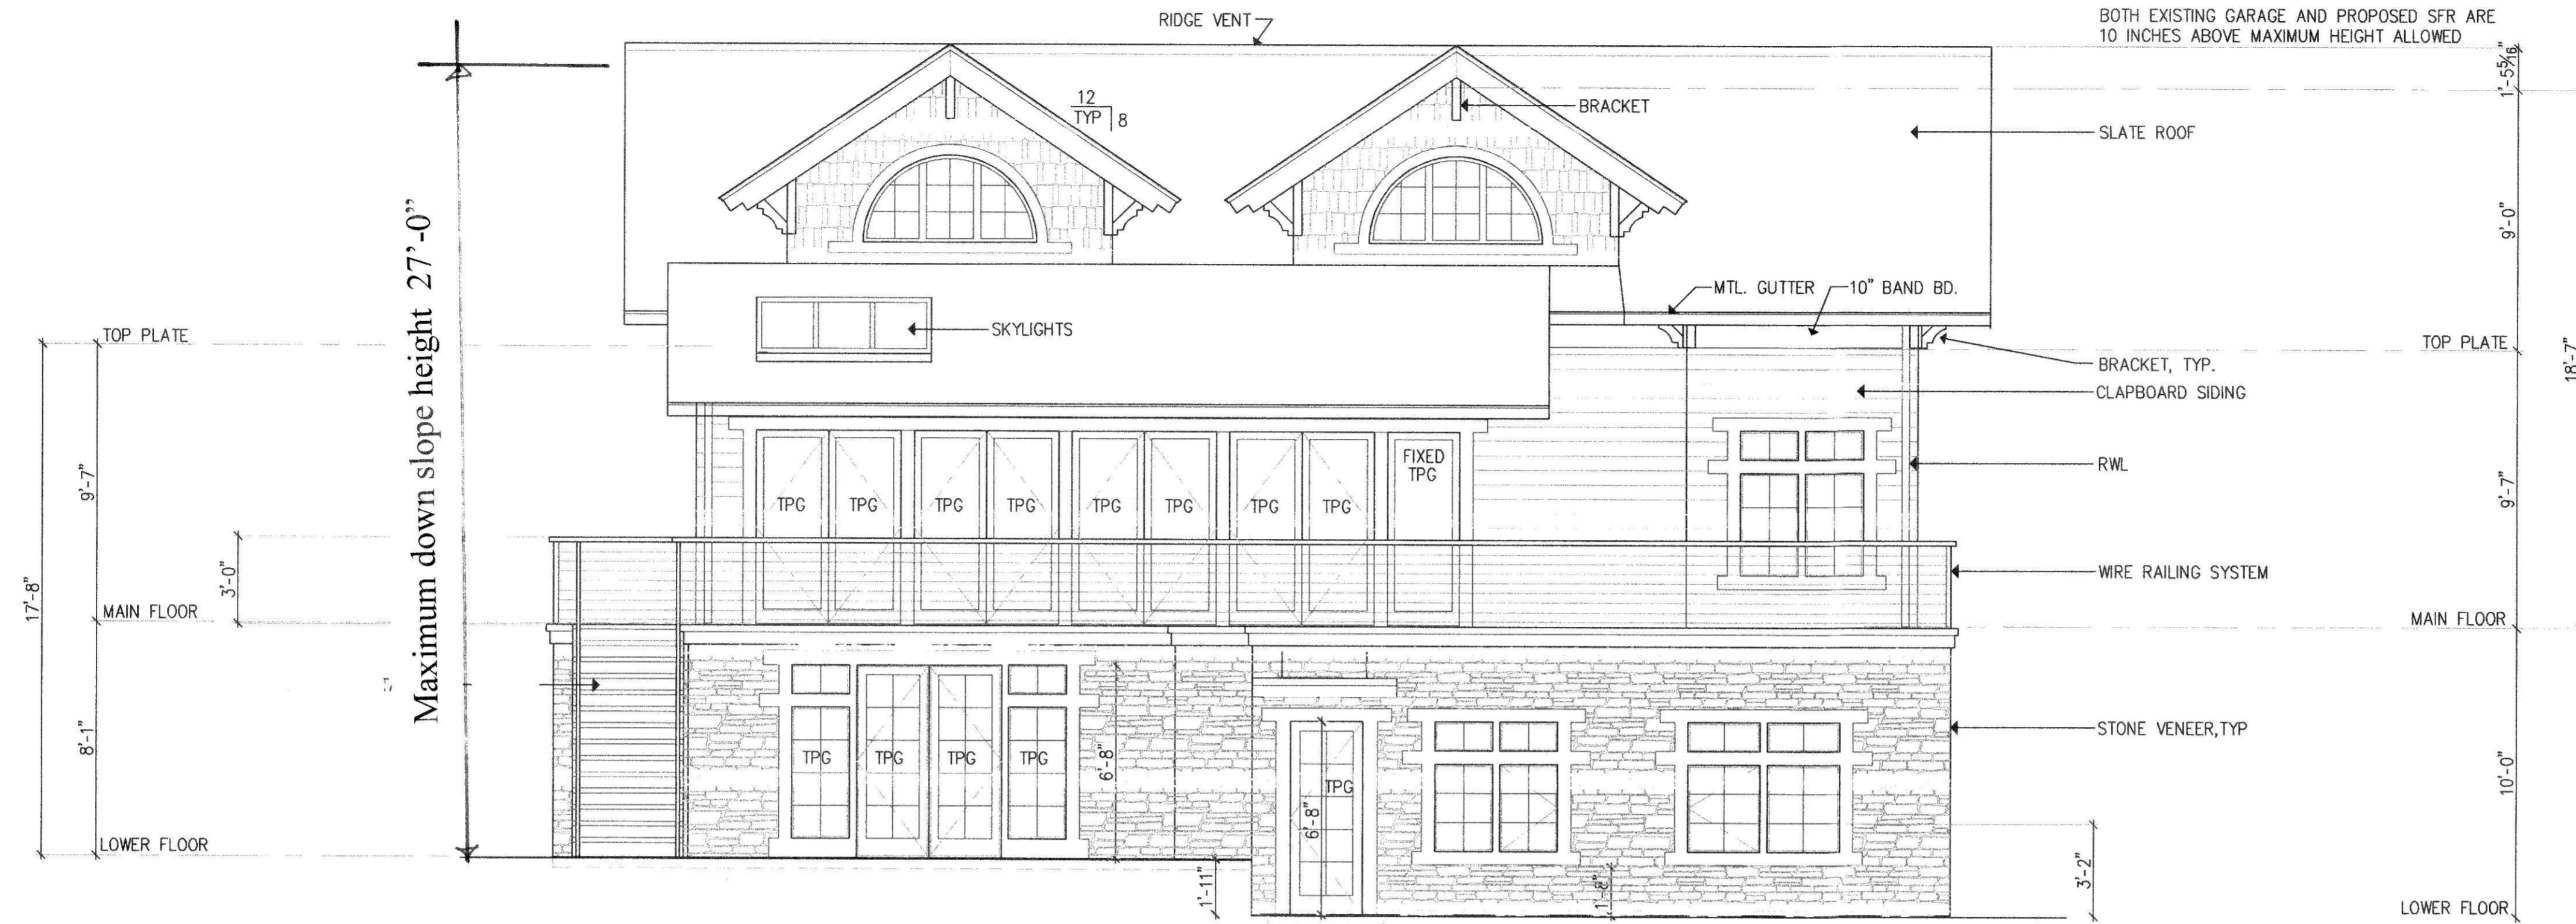 RIDGE VENT
BOTH EXISTING GARAGE AND PROPOSED SFR ARE
10 INCHES ABOVE MAXIMUM HEIGHT ALLOWED
1'-5 5/16"
12
TYP
8
BRACKET
SLATE ROOF
Maximum down slope height 27'-0"
9'-0"
MTL. GUTTER
10" BAND BD.
SKYLIGHTS
TOP PLATE
TOP PLATE
18'-7"
BRACKET, TYP.
CLAPBOARD SIDING
9'-7"
FIXED
TPG
RWL
TPG
TPG
TPG
TPG
TPG
TPG
TPG
TPG
9'-7"
3'-0"
17'-8"
WIRE RAILING SYSTEM
MAIN FLOOR
MAIN FLOOR
8'-1"
STONE VENEER,TYP
TPG
TPG
TPG
TPG
6'-8"
TPG
6'-8"
10'-0"
LOWER FLOOR
1'-11"
1'-8"
3'-2"
LOWER FLOOR